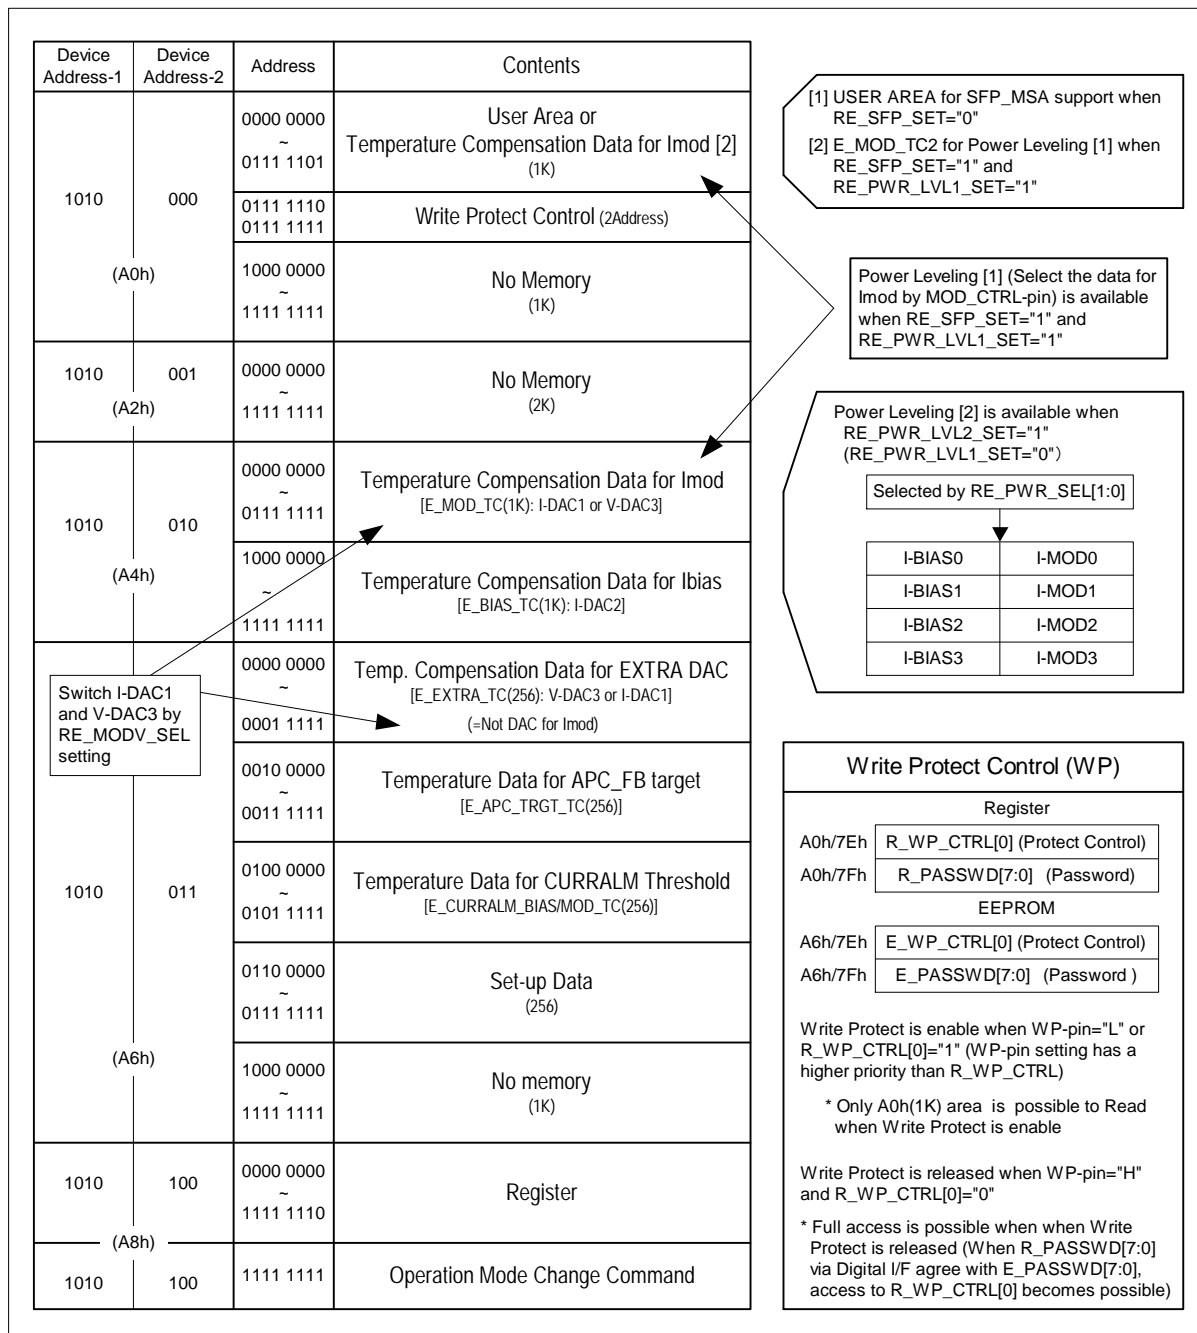 Device Address-1
Device Address-2
Address
Contents
1010
000
(A0h)
0000 0000
~
0111 1101
User Area or
Temperature Compensation Data for Imod [2]
(1K)
0111 1110
0111 1111
Write Protect Control (2Address)
1000 0000
~
1111 1111
No Memory
(1K)
1010
001
(A2h)
0000 0000
~
1111 1111
No Memory
(2K)
1010
010
(A4h)
0000 0000
~
0111 1111
Temperature Compensation Data for Imod
[E_MOD_TC(1K): I-DAC1 or V-DAC3]
1000 0000
~
1111 1111
Temperature Compensation Data for Ibias
[E_BIAS_TC(1K): I-DAC2]
Switch I-DAC1
and V-DAC3 by
RE_MODV_SEL
setting
1010
011
(A6h)
0000 0000
~
0001 1111
Temp. Compensation Data for EXTRA DAC
[E_EXTRA_TC(256): V-DAC3 or I-DAC1]
(=Not DAC for Imod)
0010 0000
~
0011 1111
Temperature Data for APC_FB target
[E_APC_TRGT_TC(256)]
0100 0000
~
0101 1111
Temperature Data for CURRALM Threshold
[E_CURRALM_BIAS/MOD_TC(256)]
0110 0000
~
0111 1111
Set-up Data
(256)
1000 0000
~
1111 1111
No memory
(1K)
1010
100
0000 0000
~
1111 1110
Register
(A8h)
1010
100
1111 1111
Operation Mode Change Command
[1] USER AREA for SFP_MSA support when
RE_SFP_SET="0"
[2] E_MOD_TC2 for Power Leveling [1] when
RE_SFP_SET="1" and
RE_PWR_LVL1_SET="1"
Power Leveling [1] (Select the data for
Imod by MOD_CTRL-pin) is available
when RE_SFP_SET="1" and
RE_PWR_LVL1_SET="1"
Power Leveling [2] is available when
RE_PWR_LVL2_SET="1"
(RE_PWR_LVL1_SET="0")
Selected by RE_PWR_SEL[1:0]
I-BIAS0 I-MOD0
I-BIAS1 I-MOD1
I-BIAS2 I-MOD2
I-BIAS3 I-MOD3
Write Protect Control (WP)
Register
A0h/7Eh R_WP_CTRL[0] (Protect Control)
A0h/7Fh R_PASSWD[7:0] (Password)
EEPROM
A6h/7Eh E_WP_CTRL[0] (Protect Control)
A6h/7Fh E_PASSWD[7:0] (Password )
Write Protect is enable when WP-pin="L" or
R_WP_CTRL[0]="1" (WP-pin setting has a
higher priority than R_WP_CTRL)
* Only A0h(1K) area is possible to Read
when Write Protect is enable
Write Protect is released when WP-pin="H"
and R_WP_CTRL[0]="0"
* Full access is possible when when Write
Protect is released (When R_PASSWD[7:0]
via Digital I/F agree with E_PASSWD[7:0],
access to R_WP_CTRL[0] becomes possible)